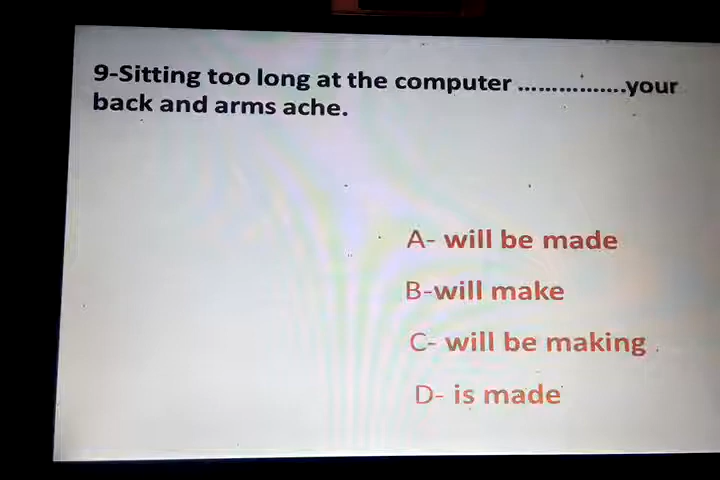 9-Sitting too long at the computer ................your
back and arms ache.
A- will be made
B-will make
C- will be making .
D- is made